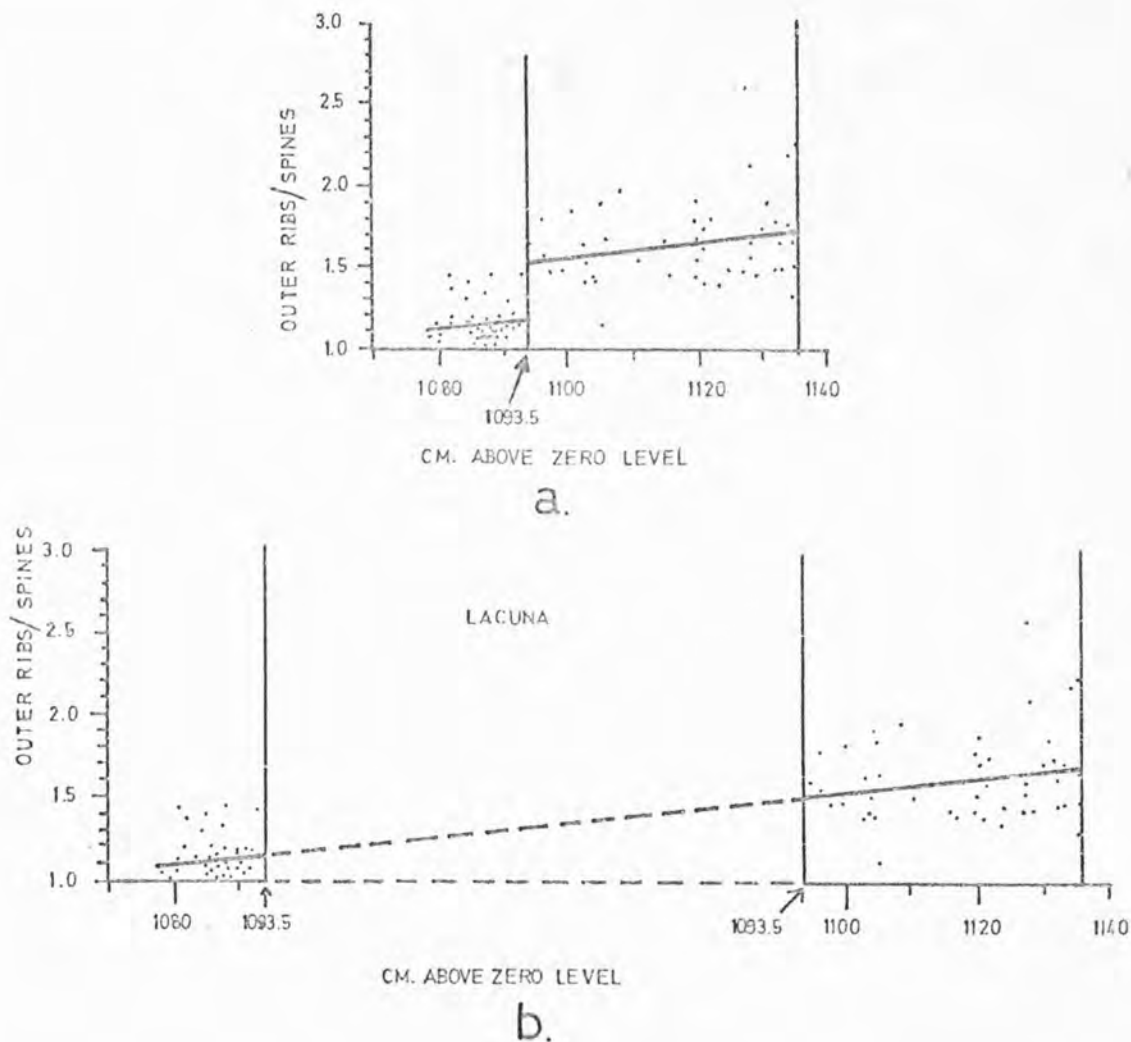 3.0
2.5
2.0
1.5
1.0
OUTER RIBS/SPINES
1080 1100 1120 1140
1093.5
CM. ABOVE ZERO LEVEL
a.
3.0
2.5
2.0
1.5
1.0
OUTER RIBS/SPINES
LACUNA
1080 1093.5 1093.5 1100 1120 1140
CM. ABOVE ZERO LEVEL
b.